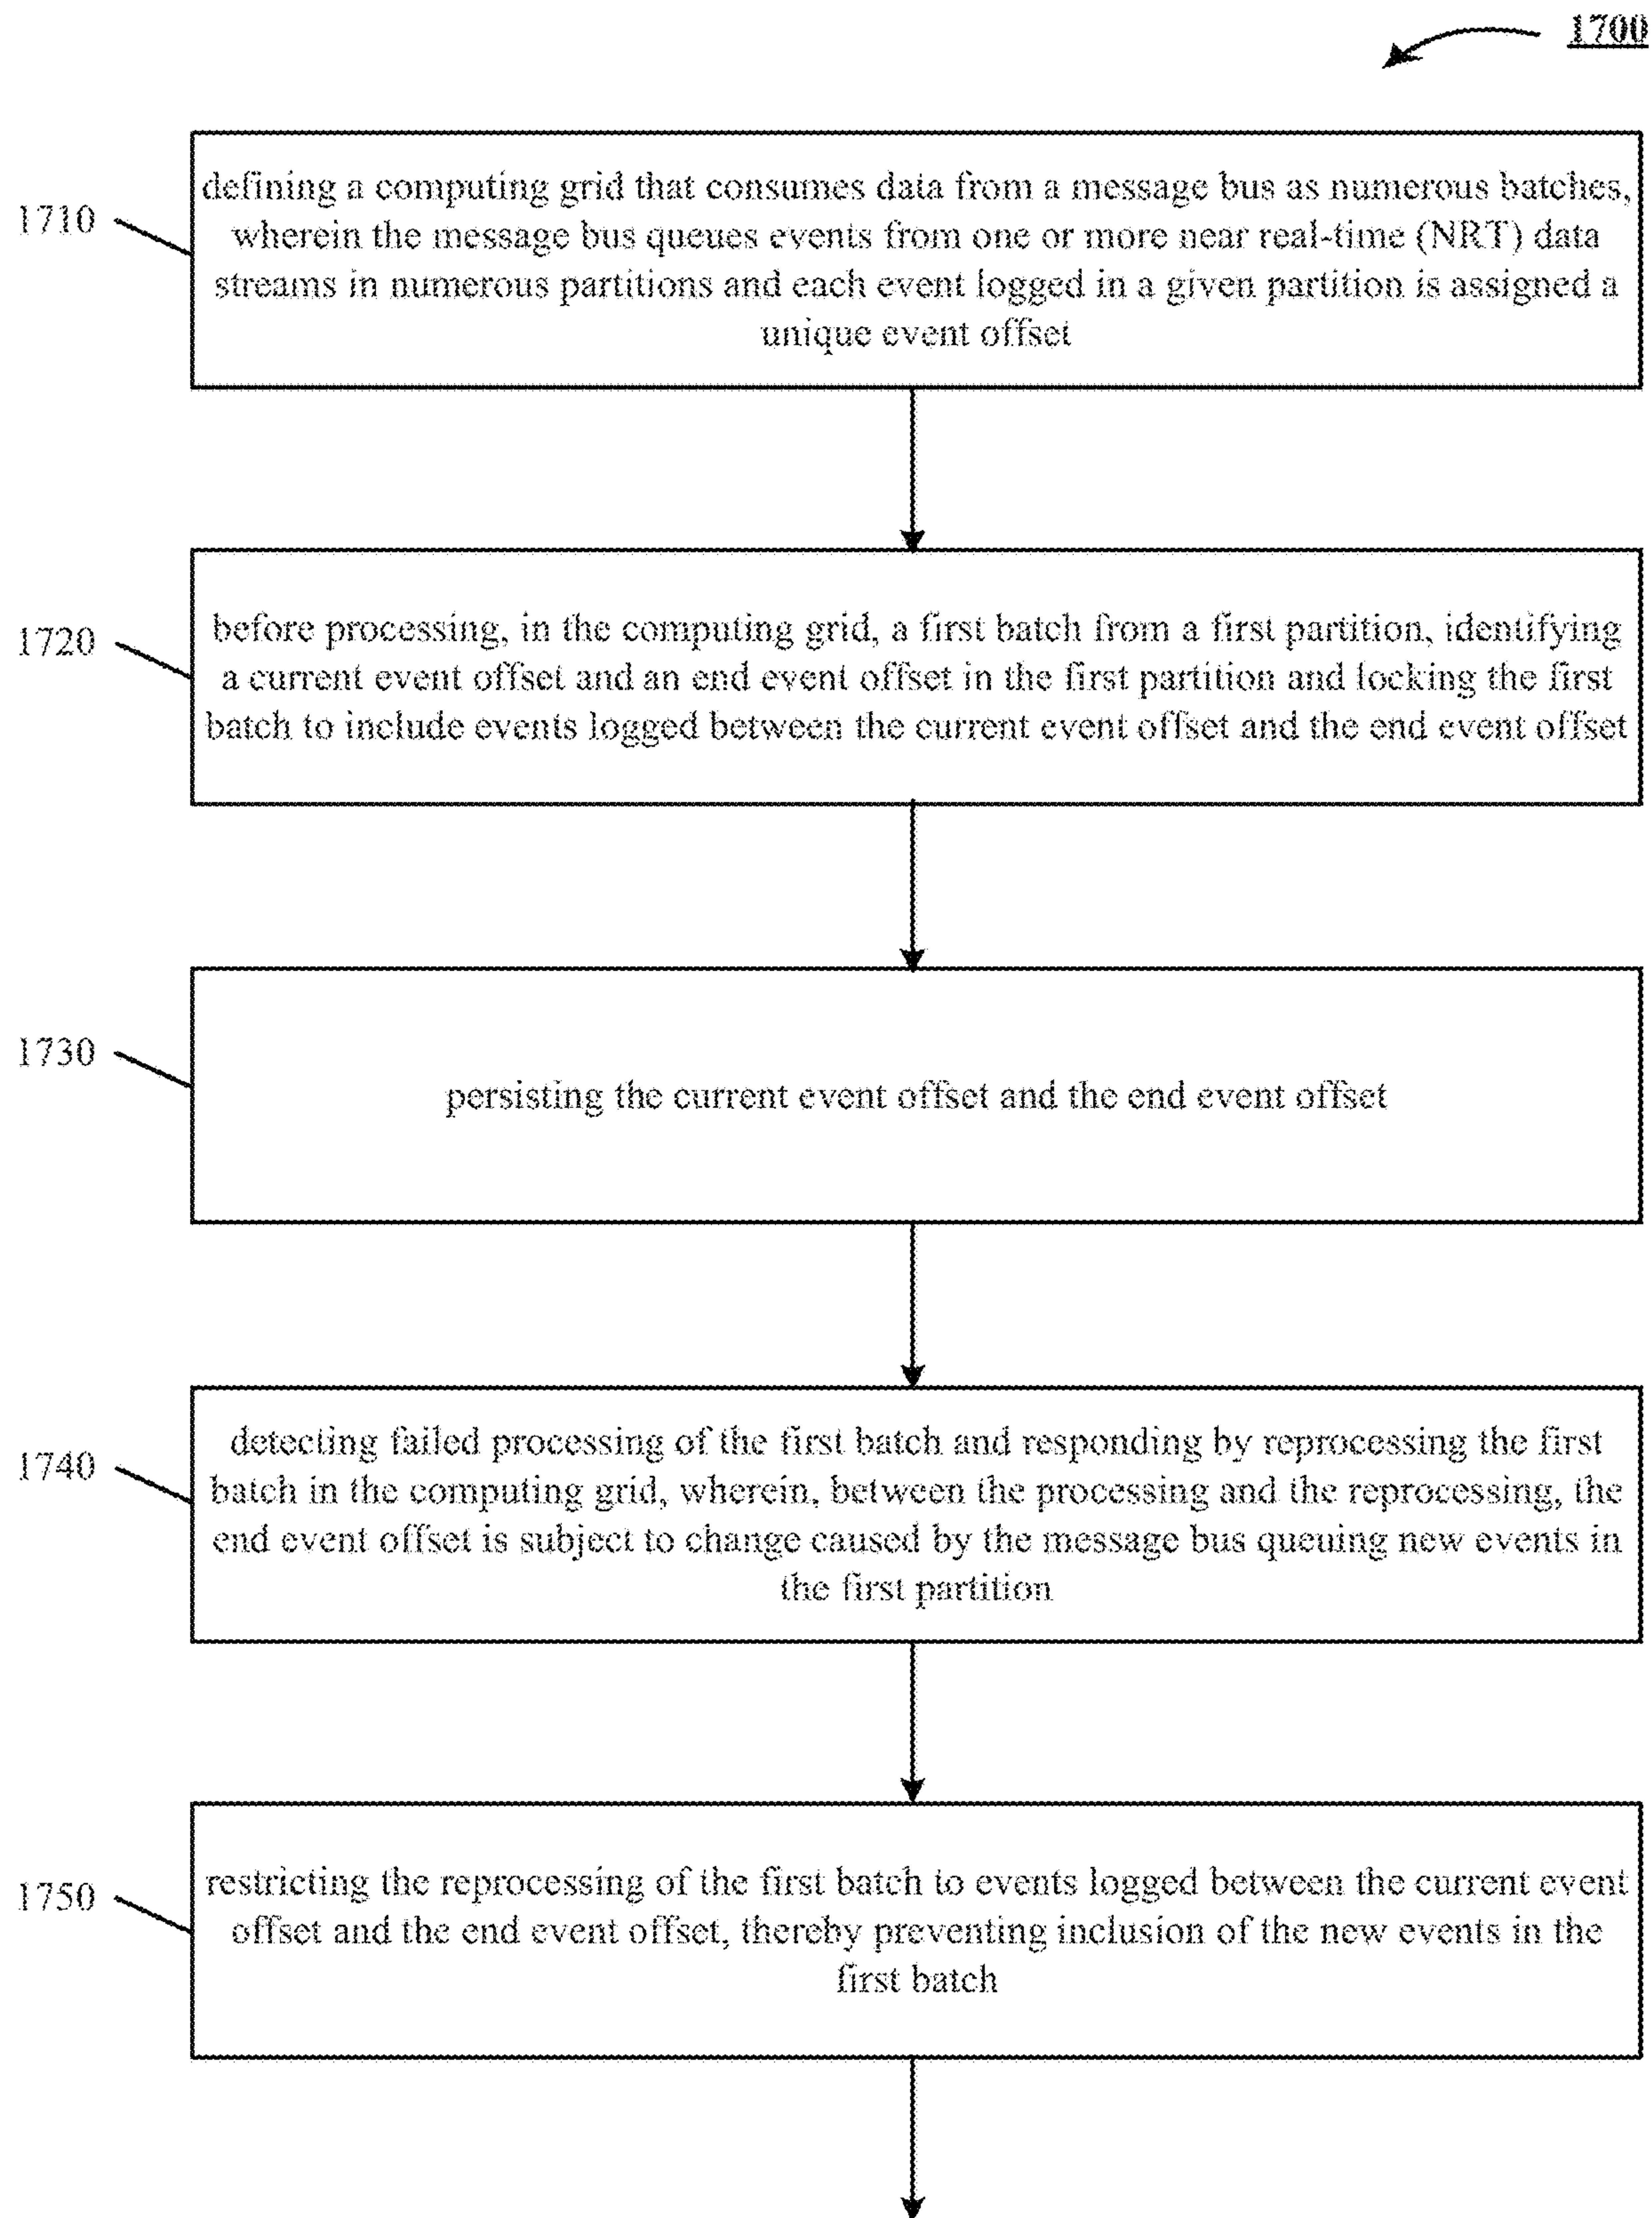 1700
1710
defining a computing grid that consumes data from a message bus as numerous batches,
wherein the message bus queues events from one or more near real-time (NRT) data
streams in numerous partitions and each event logged in a given partition is assigned a
unique event offset
1720
before processing, in the computing grid, a first batch from a first partition, identifying
a current event offset and an end event offset in the first partition and locking the first
batch to include events logged between the current event offset and the end event offset
1730
persisting the current event offset and the end event offset
1740
detecting failed processing of the first batch and responding by reprocessing the first
batch in the computing grid, wherein, between the processing and the reprocessing, the
end event offset is subject to change caused by the message bus queuing new events in
the first partition
1750
restricting the reprocessing of the first batch to events logged between the current event
offset and the end event offset, thereby preventing inclusion of the new events in the
first batch